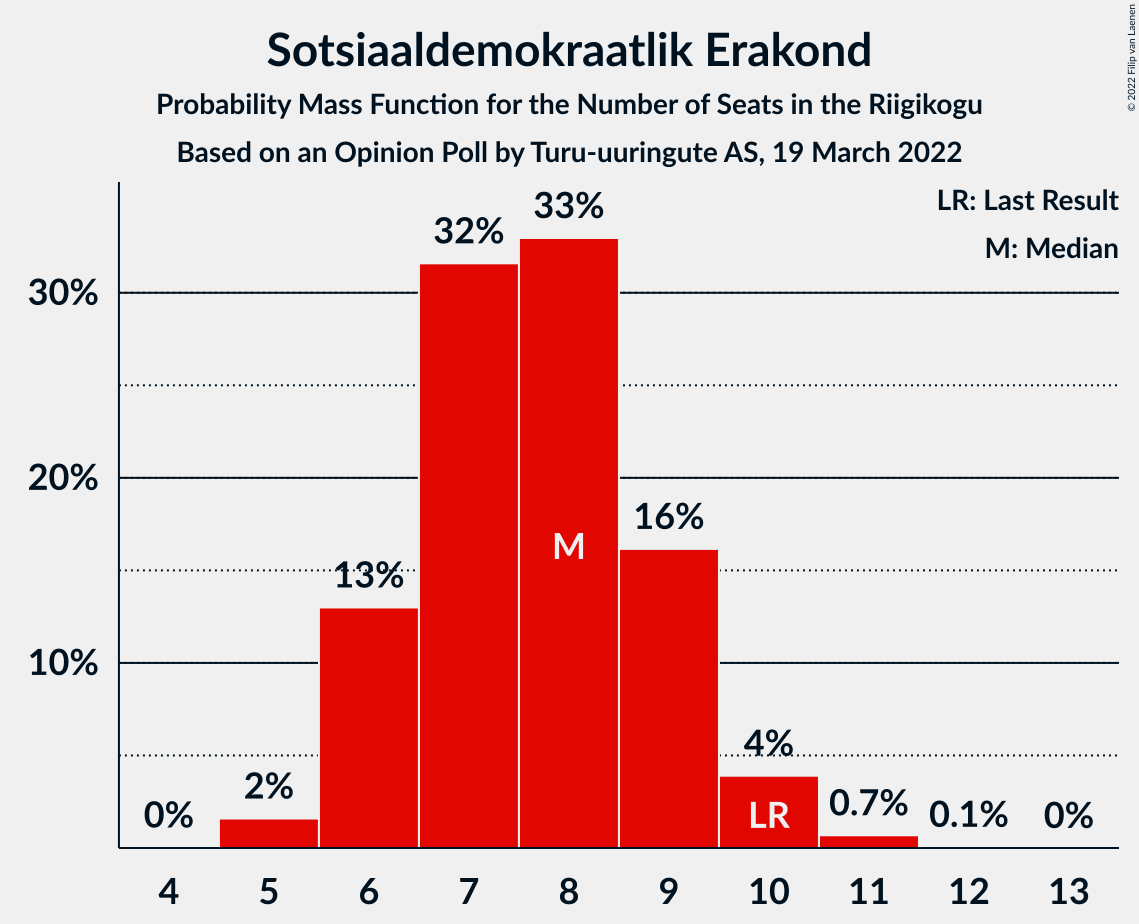 Sotsiaaldemokraatlik Erakond
Probability Mass Function for the Number of Seats in the Riigikogu
Based on an Opinion Poll by Turu-uuringute AS, 19 March 2022
© 2022 Filip van Laenen
LR: Last Result
M: Median
30%
20%
10%
0%
2%
13%
32%
33%
16%
4%
0.7%
0.1%
0%
M
LR
4 5 6 7 8 9 10 11 12 13